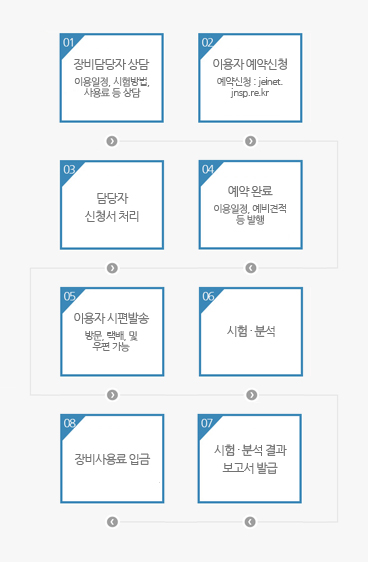 01
장비담당자 상담
이용일정, 시험방법,
사용료 등 상담
02
이용자 예약신청
예약신청 : jeinet.
jnsp.re.kr
03
담당자
신청서 처리
04
예약 완료
이용일정, 예비견적
등 발행
05
이용자 시편발송
방문, 택배, 및
우편 가능
06
시험 · 분석
08
장비사용료 입금
07
시험 · 분석 결과
보고서 발급